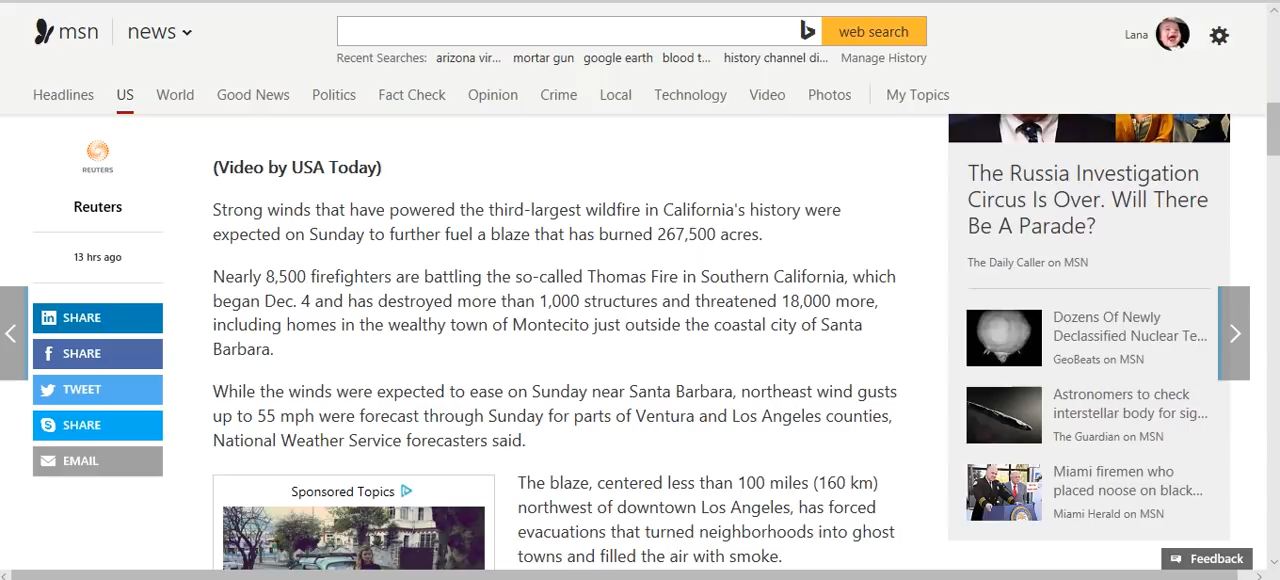 msn
news
web search
Lana
Recent Searches: arizona vir... mortar gun google earth blood t... history channel di... Manage History
Headlines US World Good News Politics Fact Check Opinion Crime Local Technology Video Photos My Topics
REUTERS
Reuters
13 hrs ago
SHARE
SHARE
TWEET
SHARE
EMAIL
(Video by USA Today)
Strong winds that have powered the third-largest wildfire in California's history were
expected on Sunday to further fuel a blaze that has burned 267,500 acres.
Nearly 8,500 firefighters are battling the so-called Thomas Fire in Southern California, which
began Dec. 4 and has destroyed more than 1,000 structures and threatened 18,000 more,
including homes in the wealthy town of Montecito just outside the coastal city of Santa
Barbara.
While the winds were expected to ease on Sunday near Santa Barbara, northeast wind gusts
up to 55 mph were forecast through Sunday for parts of Ventura and Los Angeles counties,
National Weather Service forecasters said.
Sponsored Topics
The blaze, centered less than 100 miles (160 km)
northwest of downtown Los Angeles, has forced
evacuations that turned neighborhoods into ghost
towns and filled the air with smoke.
The Russia Investigation
Circus Is Over. Will There
Be A Parade?
The Daily Caller on MSN
Dozens Of Newly
Declassified Nuclear Te...
GeoBeats on MSN
Astronomers to check
interstellar body for sig...
The Guardian on MSN
Miami firemen who
placed noose on black...
Miami Herald on MSN
Feedback